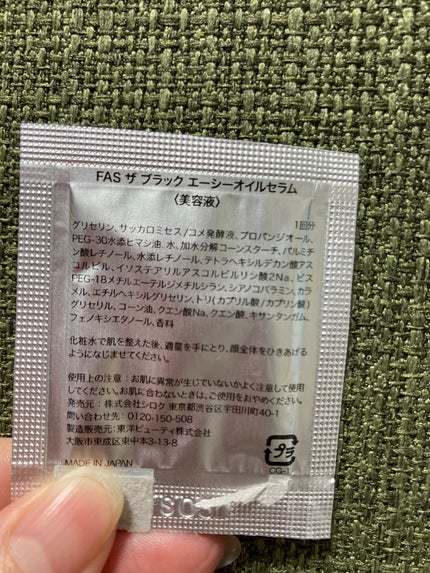 FAS ザ ブラック エーシーオイルセラム
〈美容液〉
1回分
グリセリン、サッカロミセス/コメ発酵液、プロパンジオール、
PEG-30水添ヒマシ油、水、加水分解コーンスターチ、パルミチ
ン酸レチノール、水添レチノール、テトラヘキシルデカン酸アス
コルビル、イソステアリルアスコルビルリン酸2Na、ビス
PEG-18メチルエーテルジメチルシラン、シアノコバラミン、カラ
メル、エチルヘキシルグリセリン、トリ(カプリル酸/カプリン酸)
グリセリル、コーン油、クエン酸Na、クエン酸、キサンタンガム、
フェノキシエタノール、香料
化粧水で肌を整えた後、適量を手にとり、顔全体をひきあげる
ようになじませてください。
使用上の注意：お肌に異常が生じていないかよく注意して使用
してください。お肌に合わないときは、ご使用をおやめください。
発売元：株式会社シロク 東京都渋谷区宇田川町40-1
問い合わせ先：0120-150-508
製造販売元：東洋ビューティ株式会社
大阪市東成区東中本3-13-8
MADE IN JAPAN
プラ